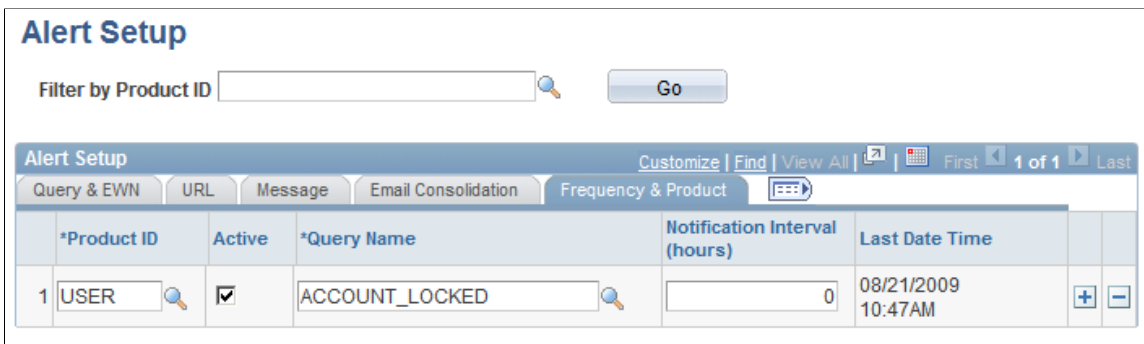 Alert Setup
Filter by Product ID Go
Alert Setup Customize | Find | View All | | First 1 of 1 Last
Query & EWN URL Message Email Consolidation Frequency & Product
*Product ID Active *Query Name Notification Interval (hours) Last Date Time
1 USER ACCOUNT_LOCKED 0 08/21/2009 10:47AM